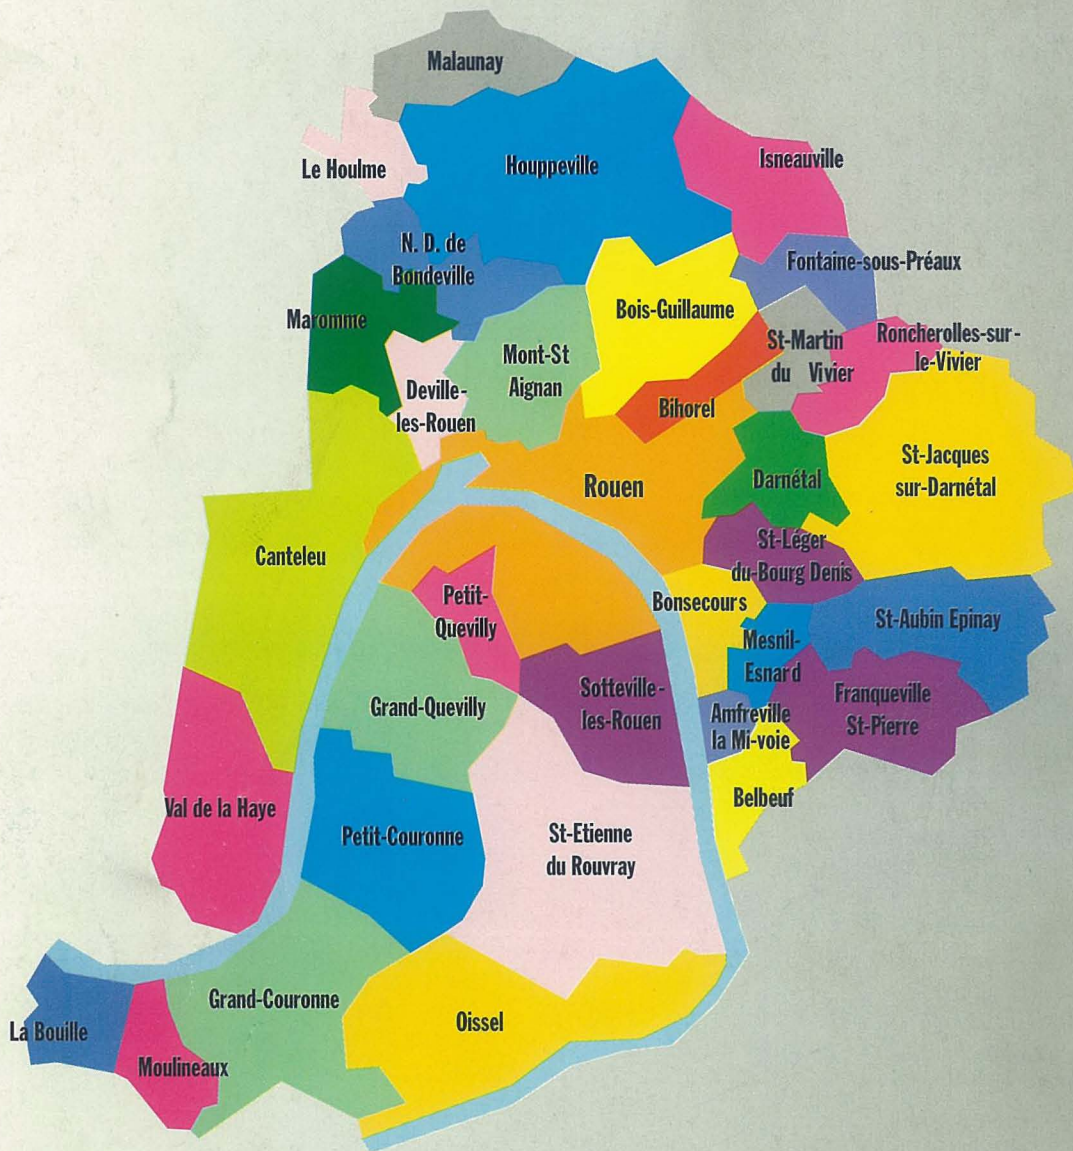 Malaunay
Le Houlme
Houppeville
Isneauville
N. D. de
Bondeville
Fontaine-sous-Préaux
Maromme
Bois-Guillaume
St-Martin
du Vivier
Roncherolles-sur-
le-Vivier
Mont-St
Aignan
Deville-
les-Rouen
Bihorel
Rouen
Darnétal
St-Jacques
sur-Darnétal
Canteleu
St-Léger
du-Bourg Denis
Petit-
Quevilly
Bonsecours
St-Aubin Epinay
Mesnil-
Esnard
Grand-Quevilly
Sotteville-
les-Rouen
Franqueville
St-Pierre
Amfreville
la Mi-voie
Belbeuf
Val de la Haye
Petit-Couronne
St-Etienne
du Rouvray
Grand-Couronne
Oissel
La Bouille
Moulineaux